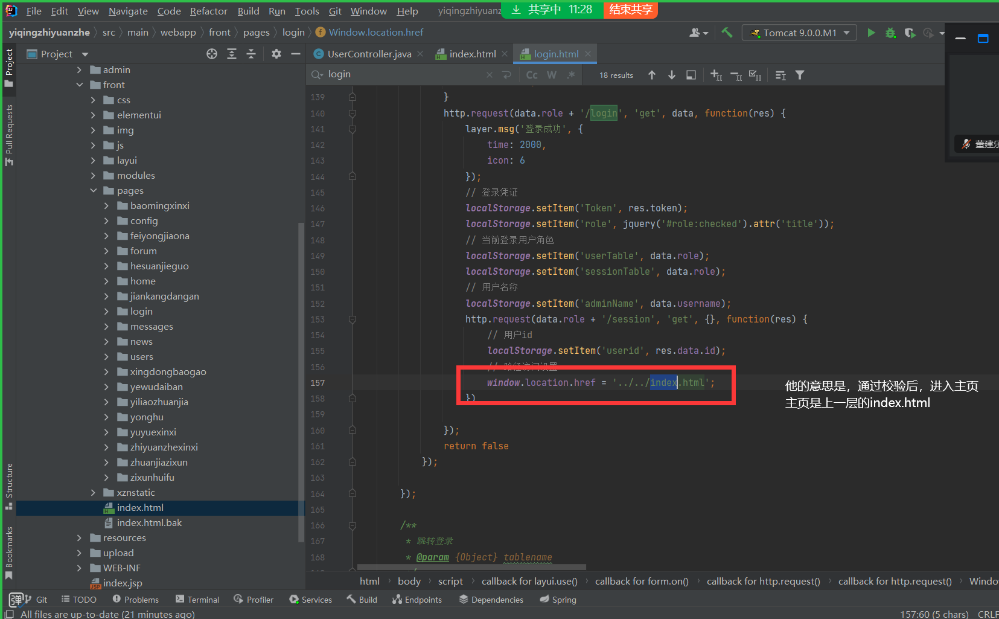 File Edit View Navigate Code Refactor Build Run Tools Git Window Help yiqingzhiyuanz 共享中 11:28 结束共享
yiqingzhiyuanzhe src main webapp front pages login Window.location.href Tomcat 9.0.0.M1
Project UserController.java index.html login.html
login Cc W .* 18 results
Project
Pull Requests
Structure
Bookmarks
admin
front
css
elementui
img
js
layui
modules
pages
baomingxinxi
config
feiyongjiaona
forum
hesuanjieguo
home
jiankangdangan
login
messages
news
users
xingdongbaogao
yewudaiban
yiliaozhuanjia
yonghu
yuyuexinxi
zhiyuanzhexinxi
zhuanjiazixun
zixunhuifu
xznstatic
index.html
index.html.bak
resources
upload
WEB-INF
index.jsp
139 }
140 http.request(data.role + '/login', 'get', data, function(res) {
141 layer.msg('登录成功', {
142 time: 2000,
143 icon: 6
144 });
145 // 登录凭证
146 localStorage.setItem('Token', res.token);
147 localStorage.setItem('role', jquery('#role:checked').attr('title'));
148 // 当前登录用户角色
149 localStorage.setItem('userTable', data.role);
150 localStorage.setItem('sessionTable', data.role);
151 // 用户名称
152 localStorage.setItem('adminName', data.username);
153 http.request(data.role + '/session', 'get', {}, function(res) {
154 // 用户id
155 localStorage.setItem('userid', res.data.id);
156 // 路径访问设置
157 window.location.href = '../../index.html';
158 })
159
160 });
161 return false
162 });
163
164 });
165
166 /**
167 * 跳转登录
168 * @param {Object} tablename
董建乐
他的意思是，通过校验后，进入主页
主页是上一层的index.html
html body script callback for layui.use() callback for form.on() callback for http.request() callback for http.request() Windo
Git TODO Problems Terminal Profiler Services Build Endpoints Dependencies Spring
弹
All files are up-to-date (21 minutes ago) 157:60 (5 chars) CRLF